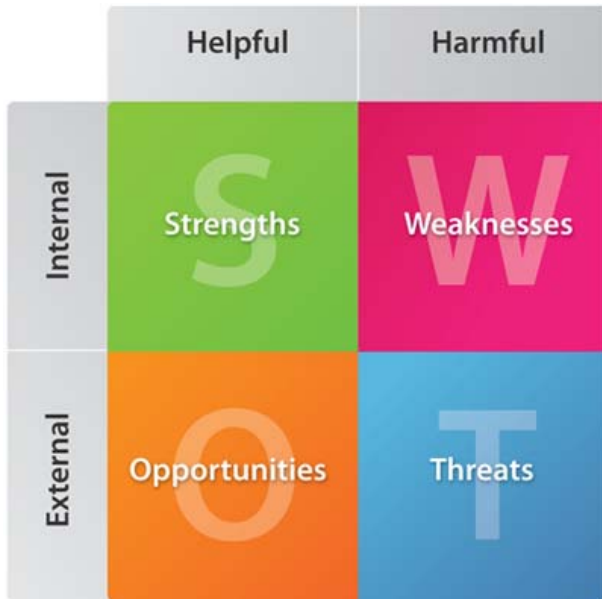 Helpful
Harmful
Internal
S
Strengths
W
Weaknesses
External
O
Opportunities
T
Threats